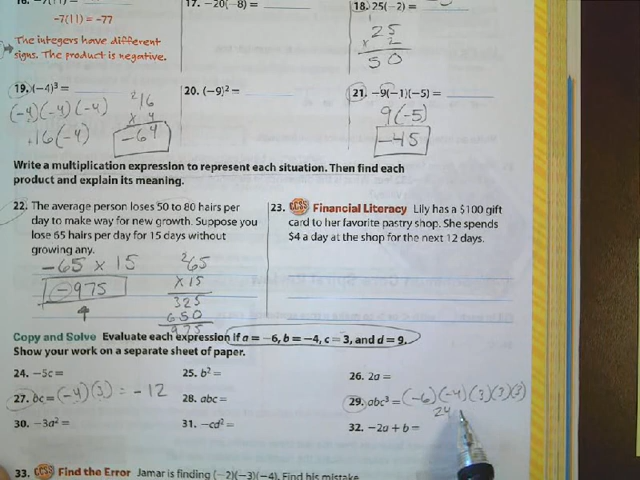 17. −20(−8) =
18. 25(−2) =
−7(11) = −77
The integers have different
signs. The product is negative.
25
× 2
50
19. (−4)³ =
20. (−9)² =
21. −9(−1)(−5) =
(−4)(−4)(−4)
+16(−4)
2
16
× 4
−64
9(−5)
−45
Write a multiplication expression to represent each situation. Then find each
product and explain its meaning.
22. The average person loses 50 to 80 hairs per
day to make way for new growth. Suppose you
lose 65 hairs per day for 15 days without
growing any.
23. CCSS Financial Literacy Lily has a $100 gift
card to her favorite pastry shop. She spends
$4 a day at the shop for the next 12 days.
−65 × 15
−975
2
65
×15
325
650
975
Copy and Solve Evaluate each expression if a = −6, b = −4, c = 3, and d = 9.
Show your work on a separate sheet of paper.
24. −5c =
25. b² =
26. 2a =
27. bc = (−4)(3) = −12
28. abc =
29. abc³ = (−6)(−4)(3)(3)(3)
24
30. −3a² =
31. −cd² =
32. −2a + b =
33. CCSS Find the Error Jamar is finding (−2)(−3)(−4). Find his mistake